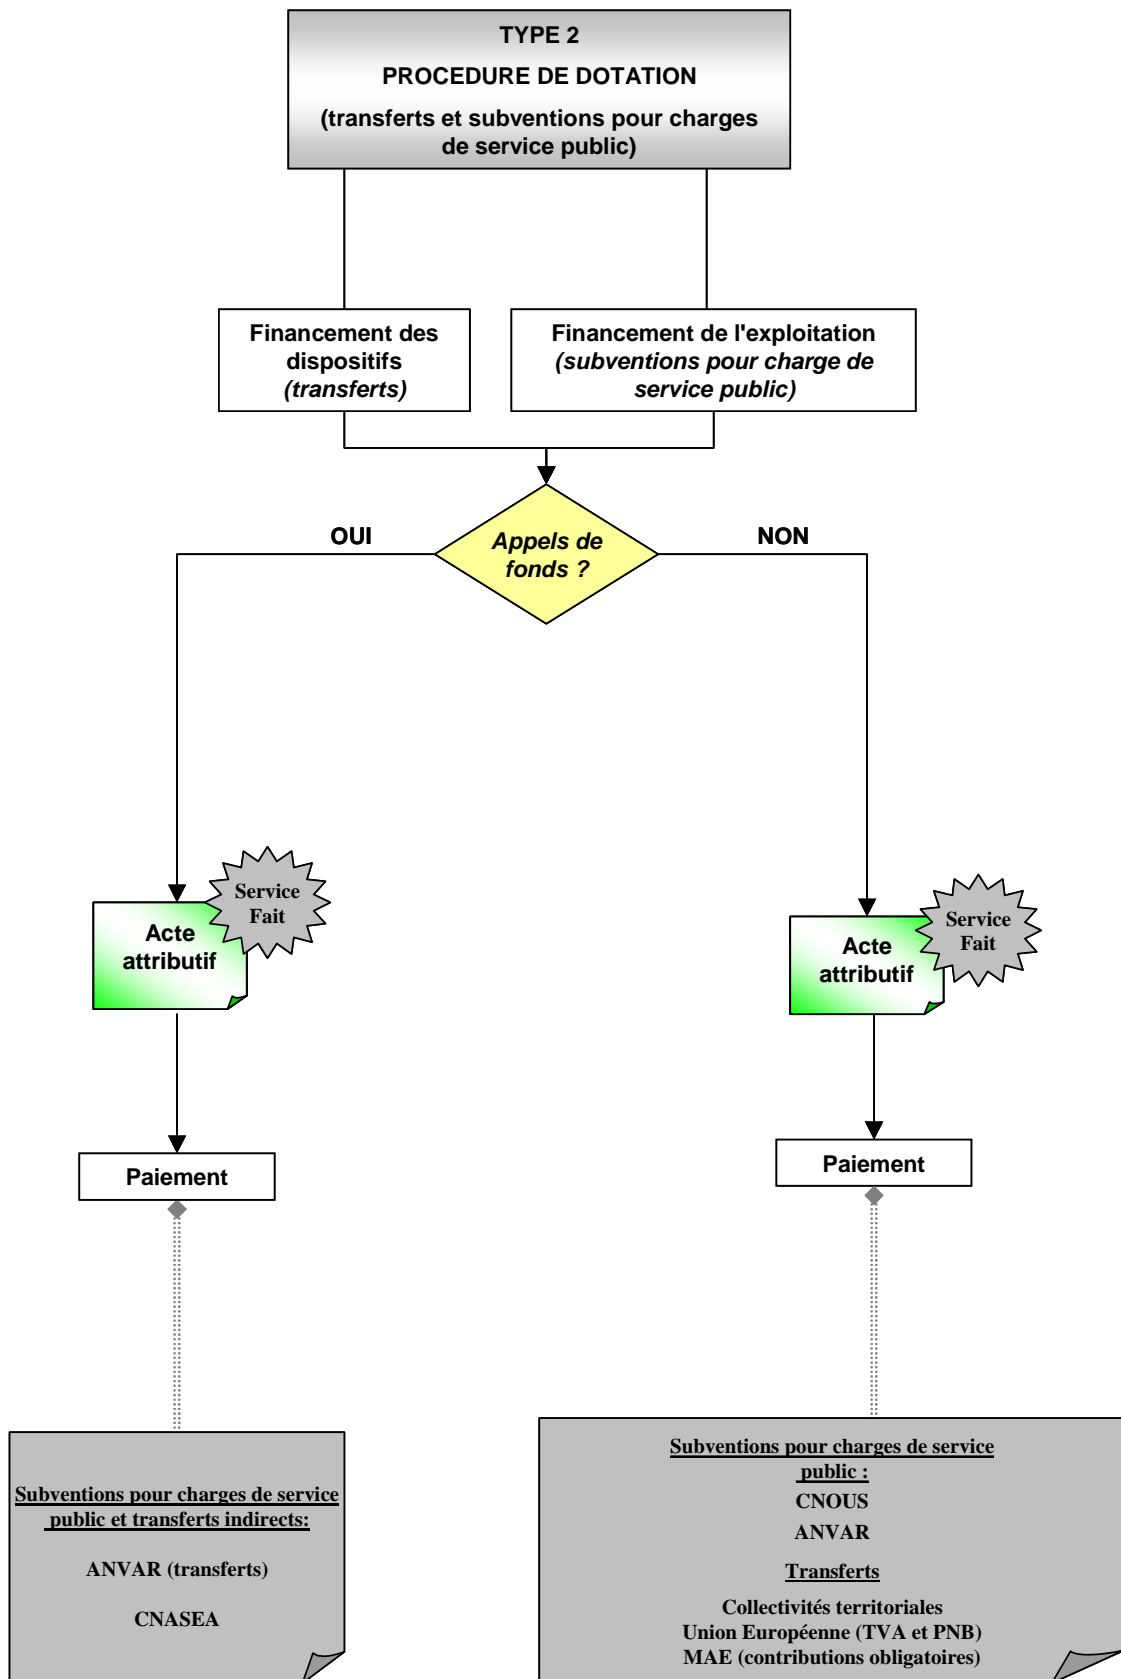 TYPE 2
PROCEDURE DE DOTATION
(transferts et subventions pour charges
de service public)
Financement des
dispositifs
(transferts)
Financement de l'exploitation
(subventions pour charge de
service public)
OUI
Appels de
fonds ?
NON
Service
Fait
Acte
attributif
Service
Fait
Acte
attributif
Paiement
Paiement
Subventions pour charges de service
public et transferts indirects:
ANVAR (transferts)
CNASEA
Subventions pour charges de service
public :
CNOUS
ANVAR
Transferts
Collectivités territoriales
Union Européenne (TVA et PNB)
MAE (contributions obligatoires)